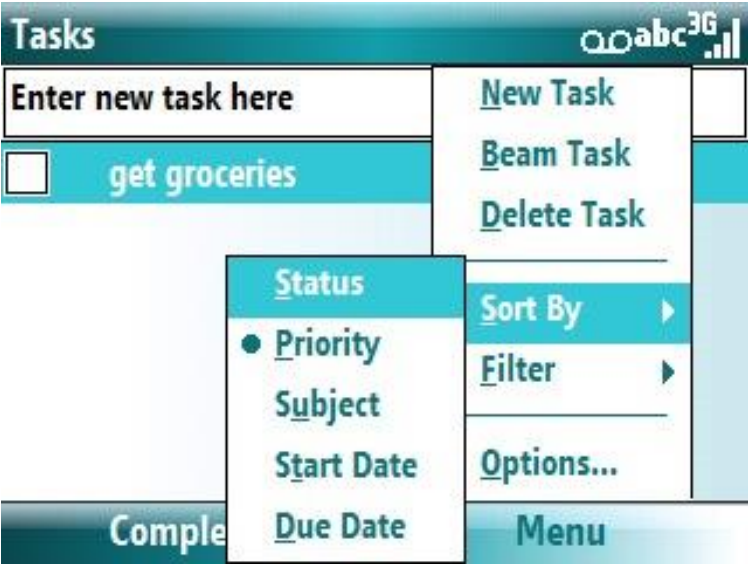 Tasks
abc 3G
Enter new task here
get groceries
New Task
Beam Task
Delete Task
Sort By
Filter
Options...
Status
Priority
Subject
Start Date
Due Date
Comple
Menu